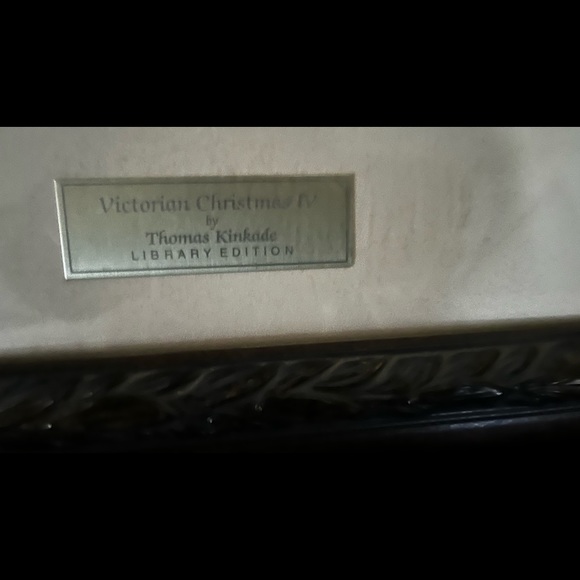 Victorian Christmas IV
by
Thomas Kinkade
LIBRARY EDITION